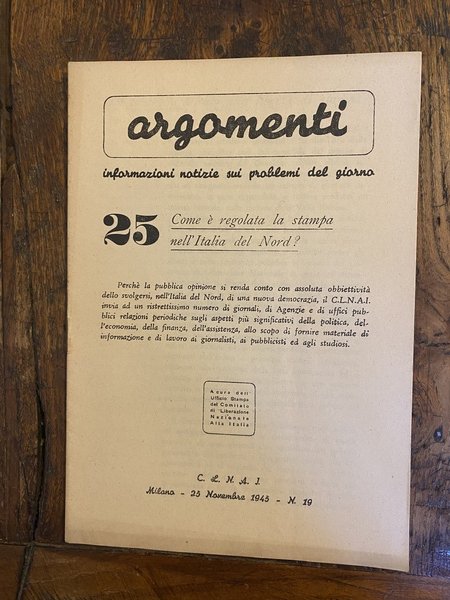 argomenti
informazioni notizie sui problemi del giorno
25
Come è regolata la stampa
nell'Italia del Nord?
Perchè la pubblica opinione si renda conto con assoluta obbiettività
dello svolgersi, nell'Italia del Nord, di una nuova democrazia, il C.L.N.A.I.
invia ad un ristrettissimo numero di giornali, di Agenzie e di uffici pub-
blici relazioni periodiche sugli aspetti più significativi della politica, del-
l'economia, della finanza, dell'assistenza, allo scopo di fornire materiale di
informazione e di lavoro ai giornalisti, ai pubblicisti ed agli studiosi.
A cura dell'
Ufficio Stampa
del Comitato
di Liberazione
Nazionale
Alta Italia
C. L. N. A. I.
Milano - 25 Novembre 1945 - N. 19